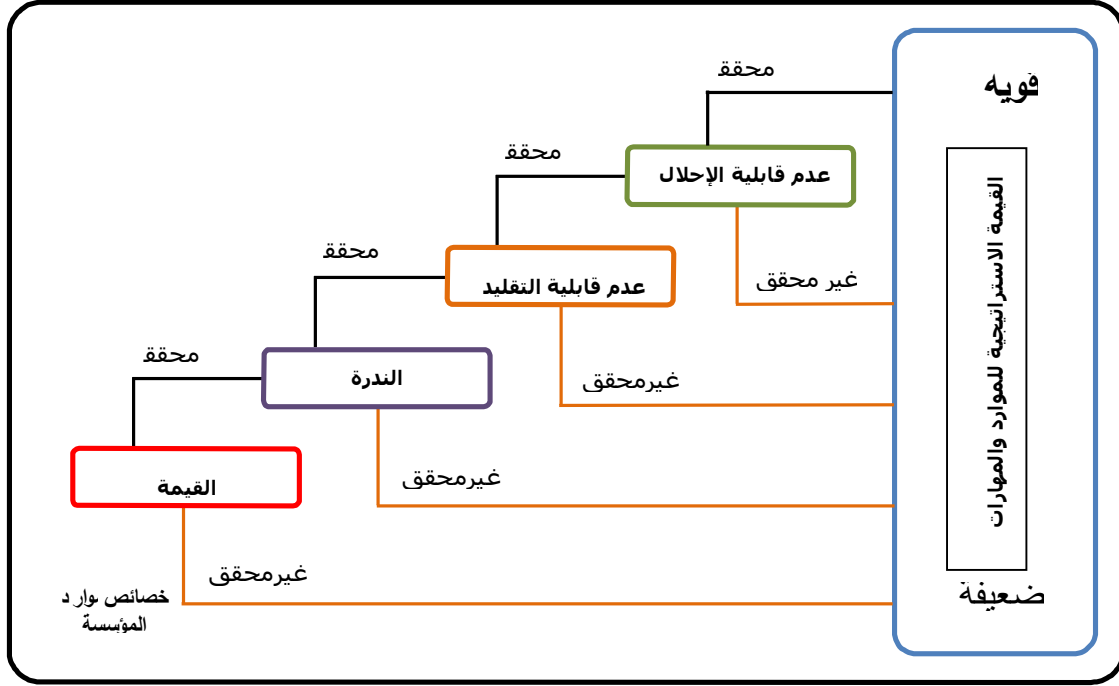 محقق
قويه
محقق
عدم قابلية الإحلال
القيمة الاستراتيجية للموارد والمهارات
محقق
غير محقق
عدم قابلية التقليد
محقق
غيرمحقق
الندرة
غيرمحقق
القيمة
غيرمحقق
ضعيفة
خصائص موارد
المؤسسة